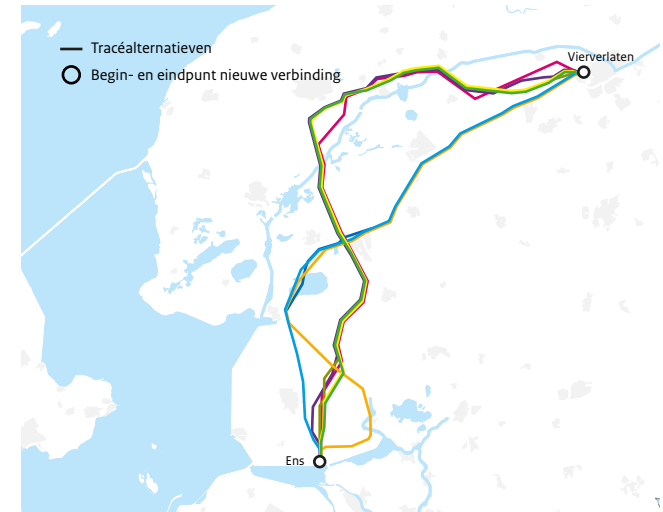 Tracéalternatieven
Begin- en eindpunt nieuwe verbinding
Vierverlaten
Ens